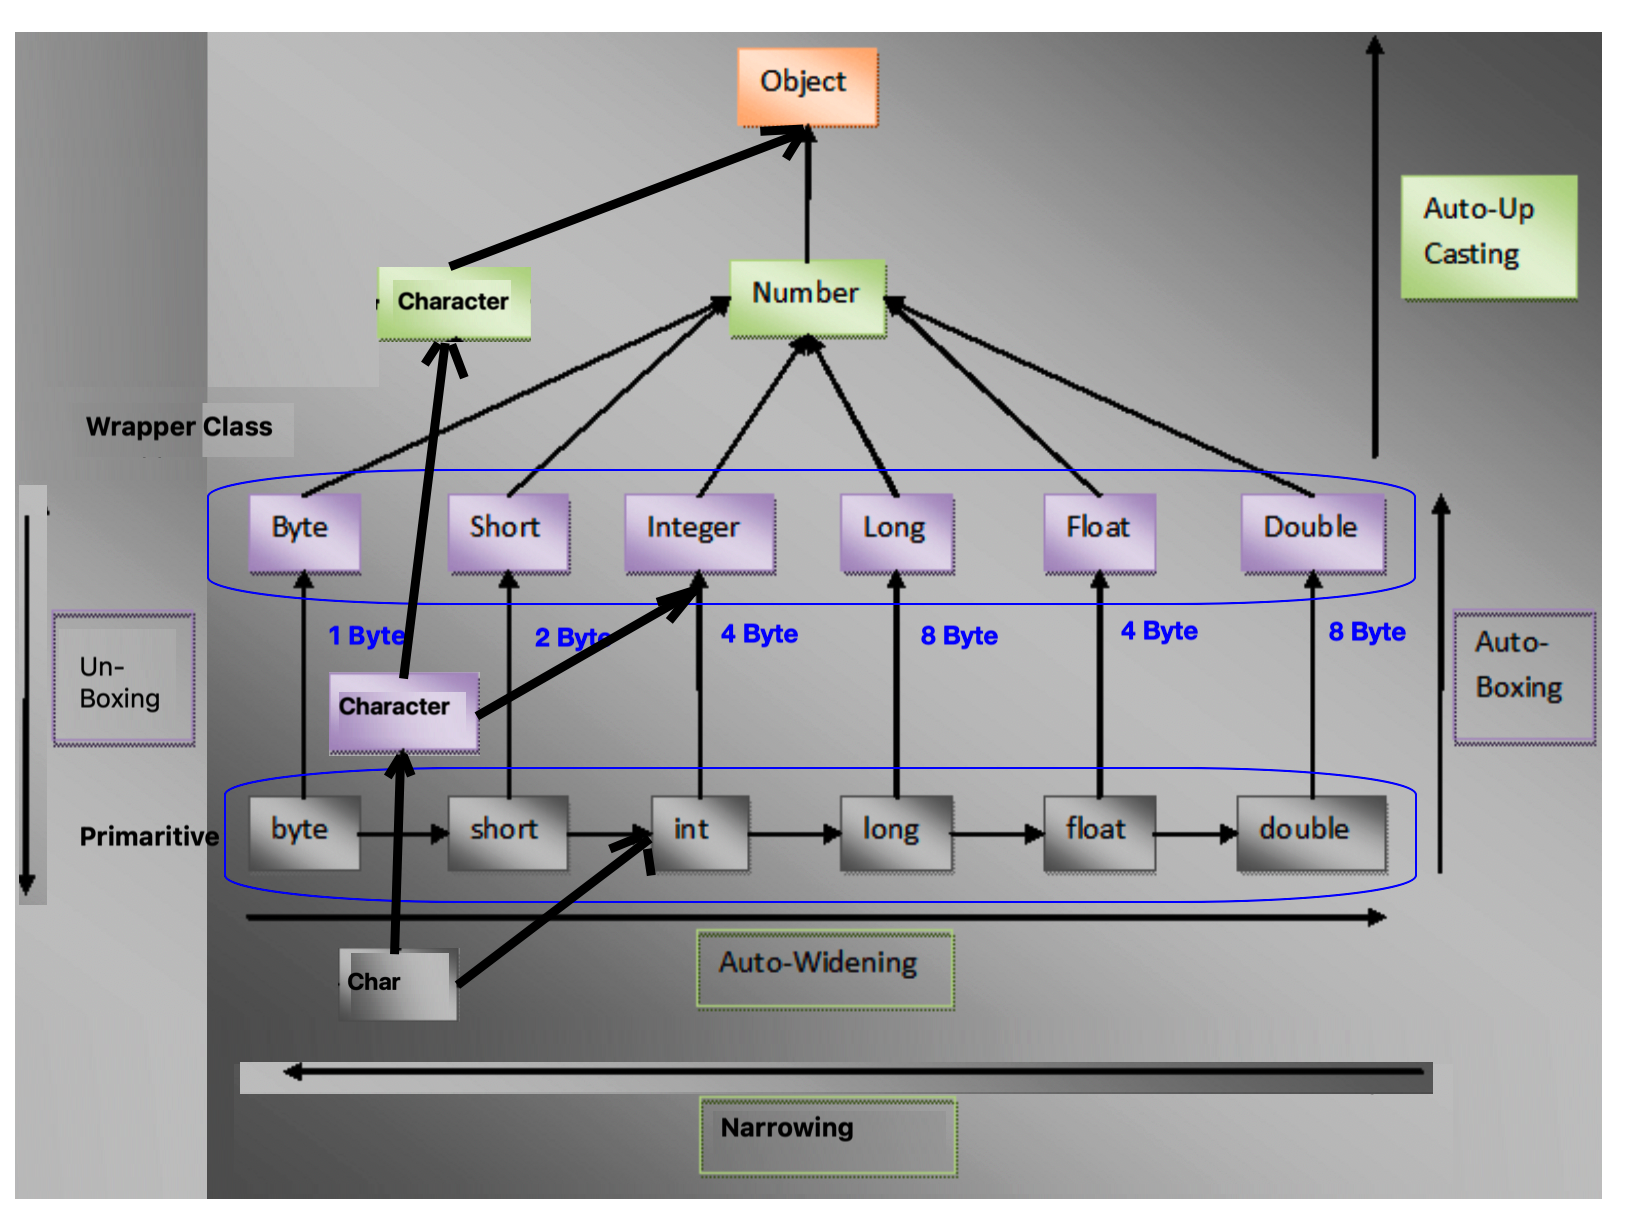 Object
Auto-Up
Casting
Character
Number
Wrapper Class
Byte
Short
Integer
Long
Float
Double
1 Byte
2 Byte
4 Byte
8 Byte
4 Byte
8 Byte
Un-
Boxing
Auto-
Boxing
Character
Primaritive
byte
short
int
long
float
double
Auto-Widening
Char
Narrowing